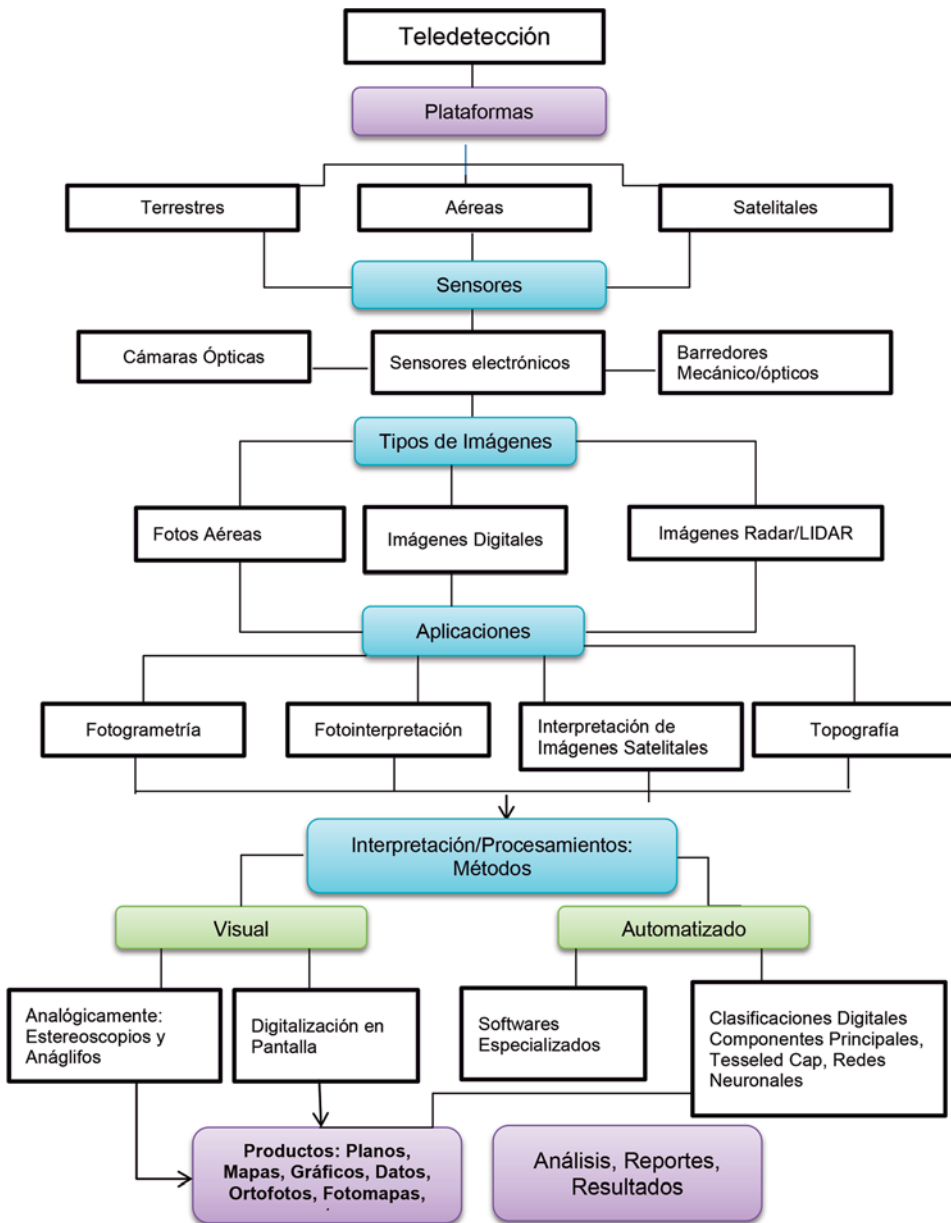 Teledetección
Plataformas
Terrestres
Aéreas
Satelitales
Sensores
Cámaras Ópticas
Sensores electrónicos
Barredores
Mecánico/ópticos
Tipos de Imágenes
Fotos Aéreas
Imágenes Digitales
Imágenes Radar/LIDAR
Aplicaciones
Fotogrametría
Fotointerpretación
Interpretación de
Imágenes Satelitales
Topografía
Interpretación/Procesamientos:
Métodos
Visual
Automatizado
Analógicamente:
Estereoscopios y
Anáglifos
Digitalización en
Pantalla
Softwares
Especializados
Clasificaciones Digitales
Componentes Principales,
Tesseled Cap, Redes
Neuronales
Productos: Planos,
Mapas, Gráficos, Datos,
Ortofotos, Fotomapas,
Análisis, Reportes,
Resultados